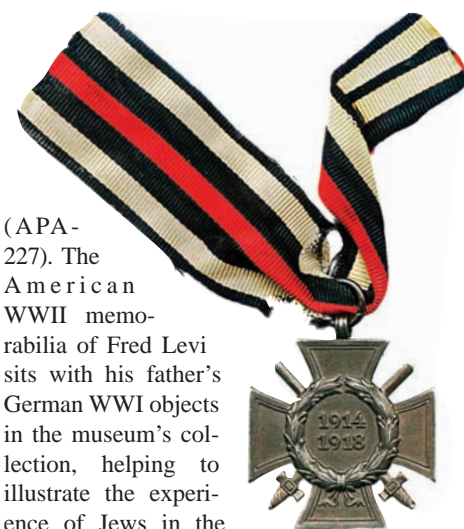 (APA-
227). The
American
WWII memo-
rabilia of Fred Levi
sits with his father's
German WWI objects
in the museum's col-
lection, helping to
illustrate the experi-
ence of Jews in the
1914
1918